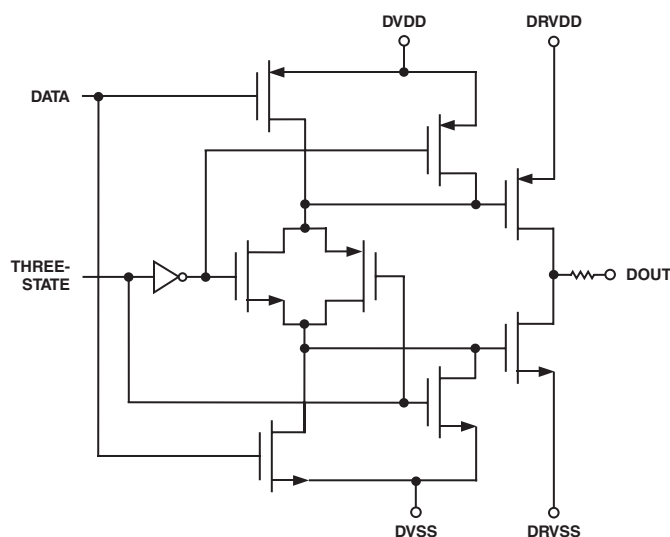 DVDD
DRVDD
DATA
THREE-
STATE
DOUT
DVSS
DRVSS